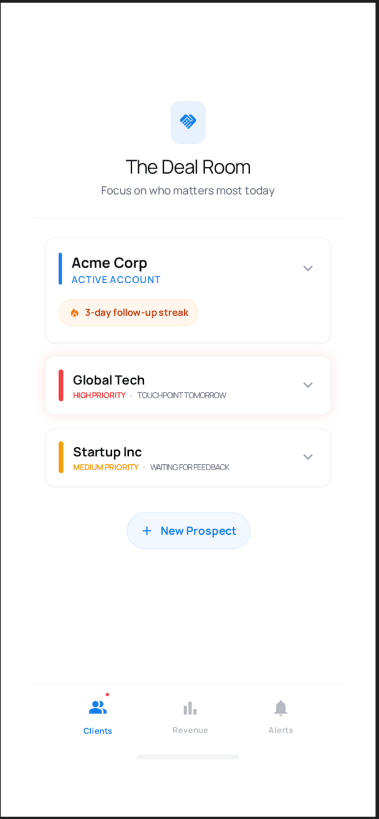 The Deal Room
Focus on who matters most today
Acme Corp
ACTIVE ACCOUNT
3-day follow-up streak
Global Tech
HIGH PRIORITY · TOUCHPOINT TOMORROW
Startup Inc
MEDIUM PRIORITY · WAITING FOR FEEDBACK
+ New Prospect
Clients
Revenue
Alerts